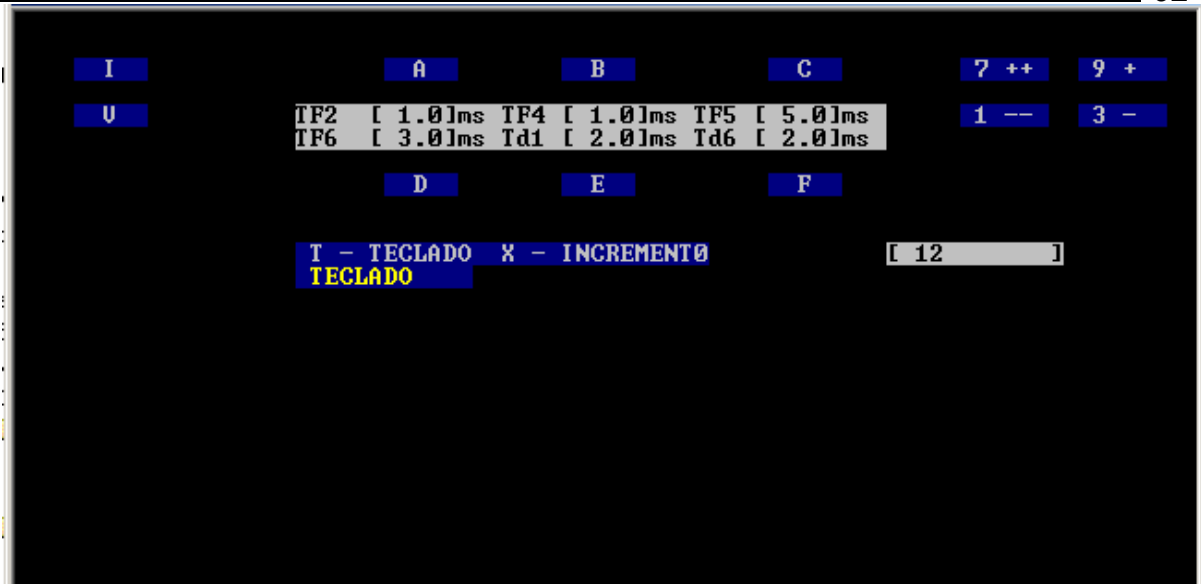 I A B C 7 ++ 9 +
V TF2 [ 1.0]ms TF4 [ 1.0]ms TF5 [ 5.0]ms 1 -- 3 -
TF6 [ 3.0]ms Td1 [ 2.0]ms Td6 [ 2.0]ms
D E F
T - TECLADO X - INCREMENTO [ 12 ]
TECLADO